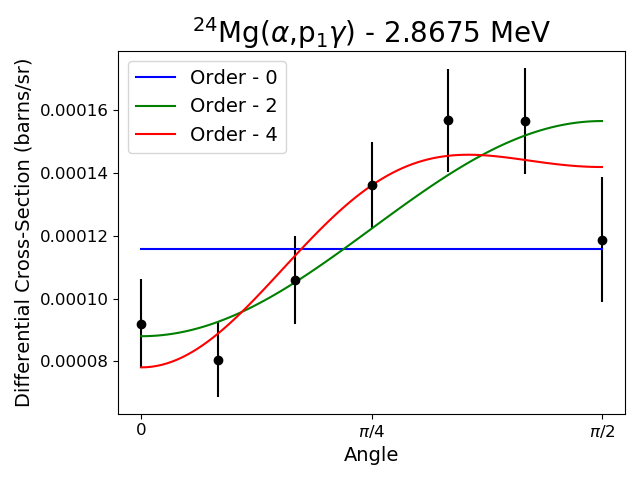 ²⁴Mg(α,p₁γ) - 2.8675 MeV
Order - 0
Order - 2
Order - 4
Differential Cross-Section (barns/sr)
0.00016
0.00014
0.00012
0.00010
0.00008
0 π/4 π/2
Angle